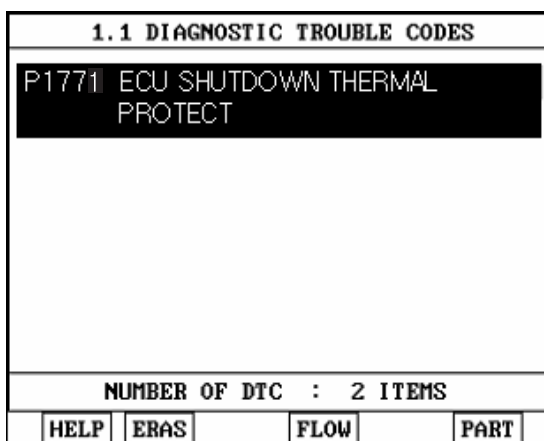 1.1 DIAGNOSTIC TROUBLE CODES
P1771 ECU SHUTDOWN THERMAL
PROTECT
NUMBER OF DTC : 2 ITEMS
HELP ERAS FLOW PART